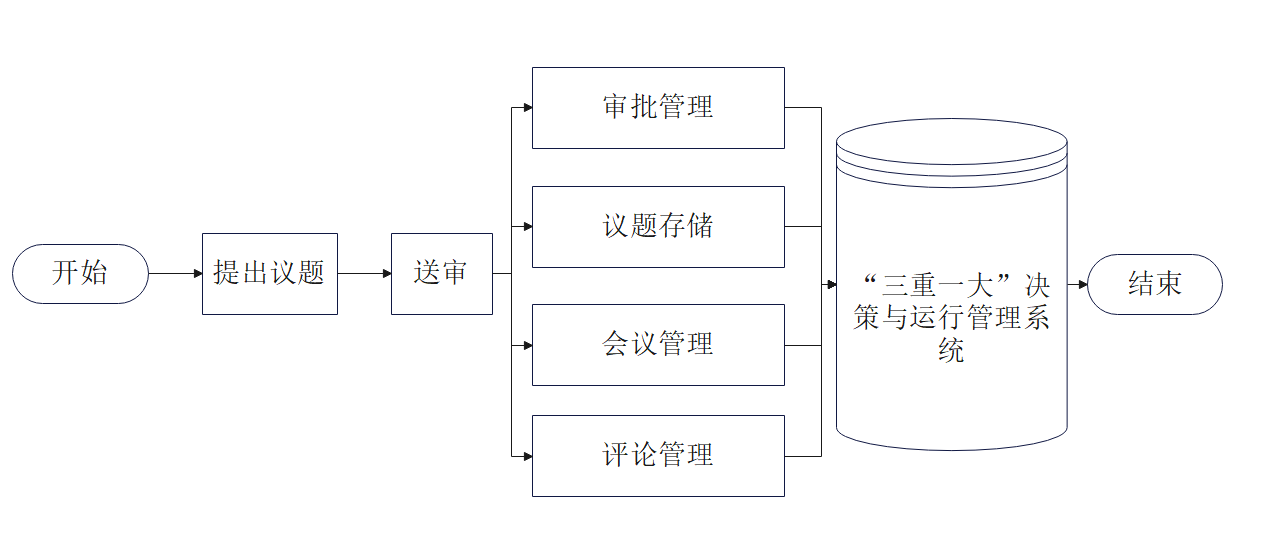 开始
提出议题
送审
审批管理
议题存储
会议管理
评论管理
“三重一大”决
策与运行管理系
统
结束